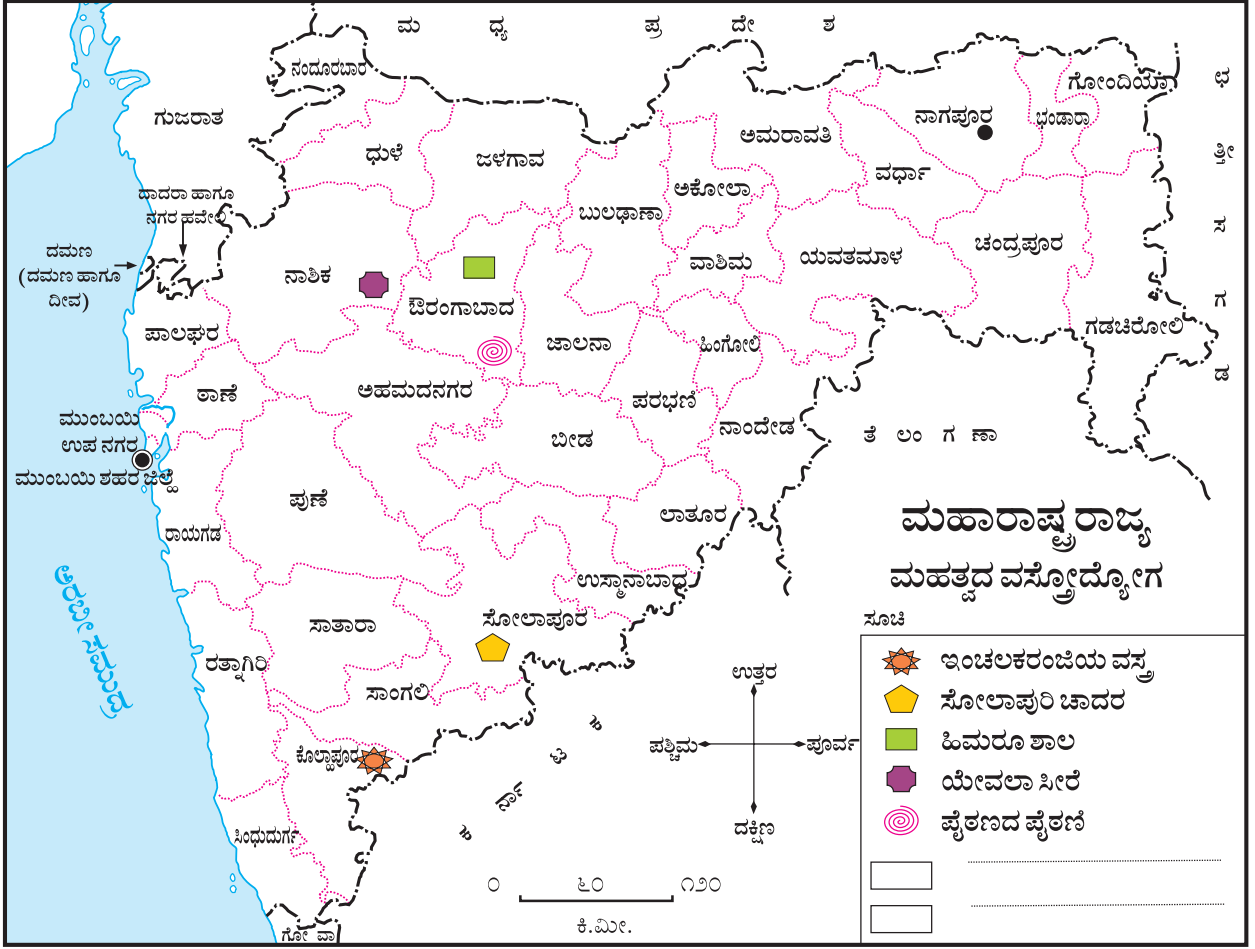 ಮ ಧ್ಯ ಪ್ರ ದೇ ಶ
ನಂದೂರಬಾರ
ಗೋಂದಿಯಾ
ಛ
ತ್ತೀ
ಸ
ಗ
ಡ
ಗುಜರಾತ
ನಾಗಪೂರ
ಭಂಡಾರಾ
ಧುಳೆ
ಜಳಗಾವ
ಅಮರಾವತಿ
ವರ್ಧಾ
ಅಕೋಲಾ
ದಾದರಾ ಹಾಗೂ
ನಗರ ಹವೇಲಿ
ಬುಲಢಾಣಾ
ದಮಣ
(ದಮಣ ಹಾಗೂ
ದೀವ)
ನಾಶಿಕ
ವಾಶಿಮ
ಯವತಮಾಳ
ಚಂದ್ರಪೂರ
ಔರಂಗಾಬಾದ
ಪಾಲಘರ
ಜಾಲನಾ
ಹಿಂಗೋಲಿ
ಗಡಚಿರೋಲಿ
ಠಾಣೆ
ಅಹಮದನಗರ
ಪರಭಣಿ
ಮುಂಬಯಿ
ಉಪ ನಗರ
ಬೀಡ
ನಾಂದೇಡ
ತೆ ಲಂ ಗ ಣಾ
ಮುಂಬಯಿ ಶಹರ ಜಿಲ್ಹೆ
ಪುಣೆ
ಲಾತೂರ
ರಾಯಗಡ
ಮಹಾರಾಷ್ಟ್ರರಾಜ್ಯ
ಮಹತ್ವದ ವಸ್ತ್ರೋದ್ಯೋಗ
ಉಸ್ಮಾನಾಬಾಧ
ಅರಬೀ ಸಮುದ್ರ
ಸಾತಾರಾ
ಸೋಲಾಪೂರ
ಸೂಚಿ
ರತ್ನಾಗಿರಿ
ಸಾಂಗಲಿ
ಇಂಚಲಕರಂಜಿಯ ವಸ್ತ್ರ
ಸೋಲಾಪುರಿ ಚಾದರ
ಹಿಮರೂ ಶಾಲ
ಯೇವಲಾ ಸೀರೆ
ಪೈಠಣದ ಪೈಠಣಿ
ಉತ್ತರ
ಪಶ್ಚಿಮ
ಪೂರ್ವ
ದಕ್ಷಿಣ
ಕೊಲ್ಹಾಪೂರ
ಕ ರ್ನಾ ಟ ಕ
ಸಿಂಧುದುರ್ಗ
೦ ೬೦ ೧೨೦
ಕಿ.ಮೀ.
ಗೋ ವಾ